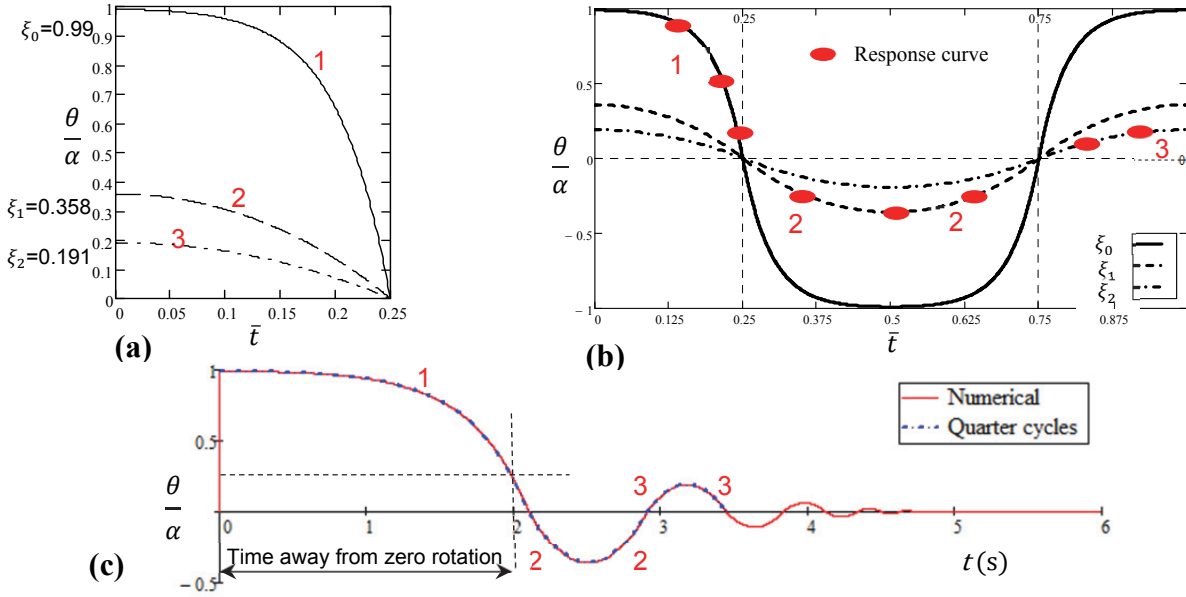 1
ξ₀=0.99
0.9
0.8
1
0.7
θ/α
0.6
0.5
0.4
2
ξ₁=0.358
0.3
ξ₂=0.191
0.2
3
0.1
0
0
0.05
0.1
0.15
0.2
0.25
t̄
(a)
0.25
0.75
1
Response curve
0.5
3
θ/α
0
0
2
2
- 0.5
ξ₀
ξ₁
ξ₂
- 1
0
0.125
0.25
0.375
0.5
0.625
0.75
0.875
t̄
(b)
1
1
Numerical
Quarter cycles
0.5
3
3
θ/α
0
1
2
3
4
5
6
Time away from zero rotation
2
2
t(s)
(c)
- 0.5